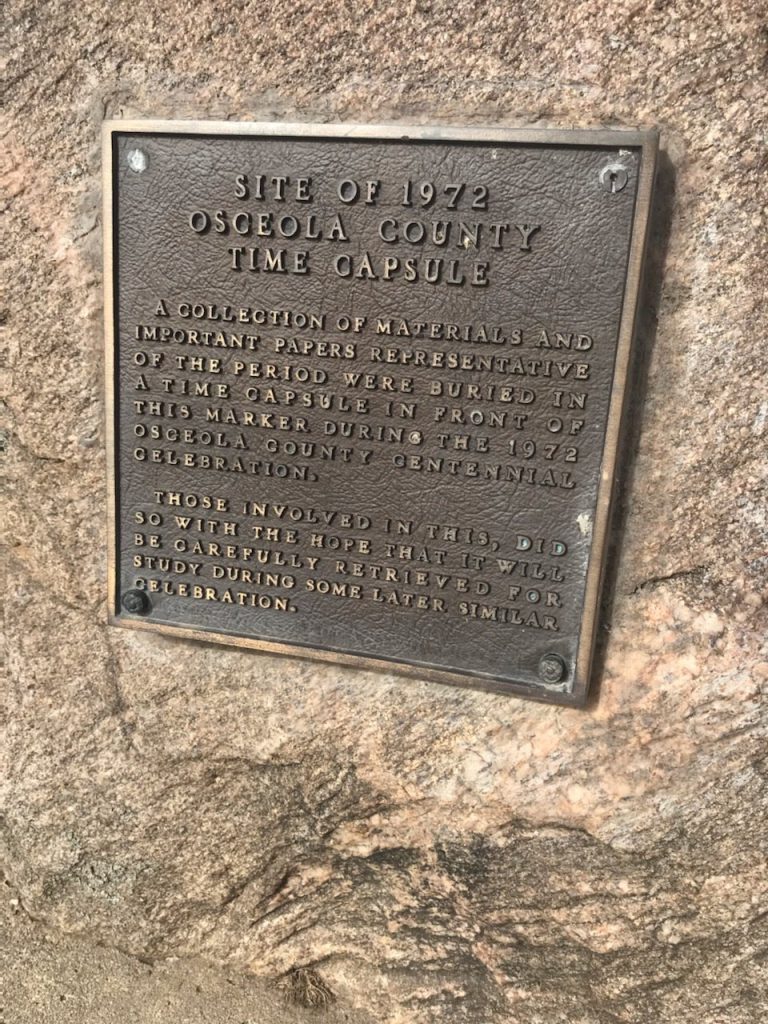 SITE OF 1972
OSCEOLA COUNTY
TIME CAPSULE
A COLLECTION OF MATERIALS AND
IMPORTANT PAPERS REPRESENTATIVE
OF THE PERIOD WERE BURIED IN
A TIME CAPSULE IN FRONT OF
THIS MARKER DURING THE 1972
OSCEOLA COUNTY CENTENNIAL
CELEBRATION.
THOSE INVOLVED IN THIS, DID
SO WITH THE HOPE THAT IT WILL
BE CAREFULLY RETRIEVED FOR
STUDY DURING SOME LATER SIMILAR
CELEBRATION.